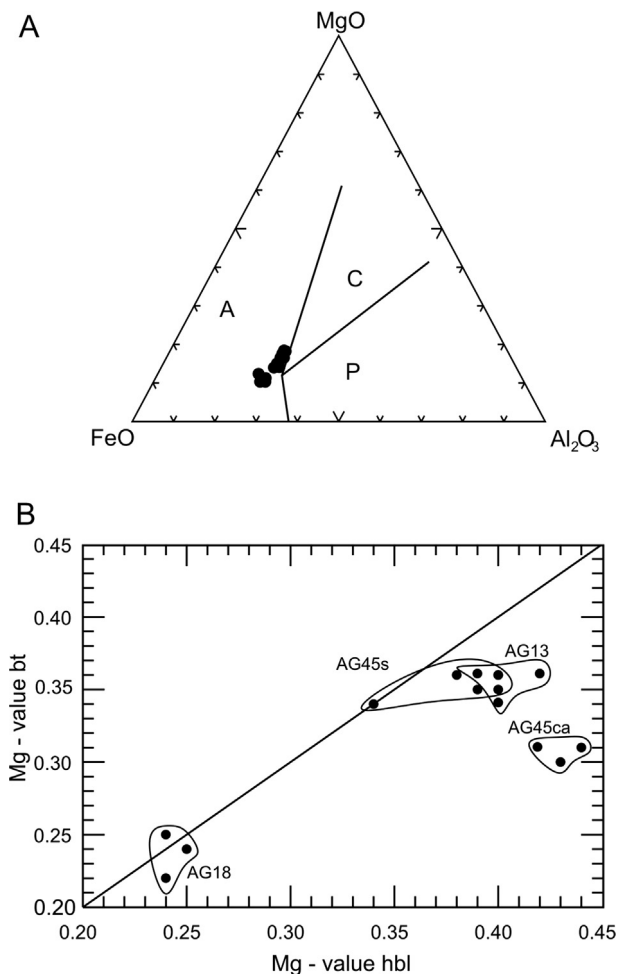 A
MgO
C
A
P
FeO
Al₂O₃
B
0.45
0.40
AG45s
AG13
0.35
Mg - value bt
AG45ca
0.30
0.25
AG18
0.20
0.20 0.25 0.30 0.35 0.40 0.45
Mg - value hbl